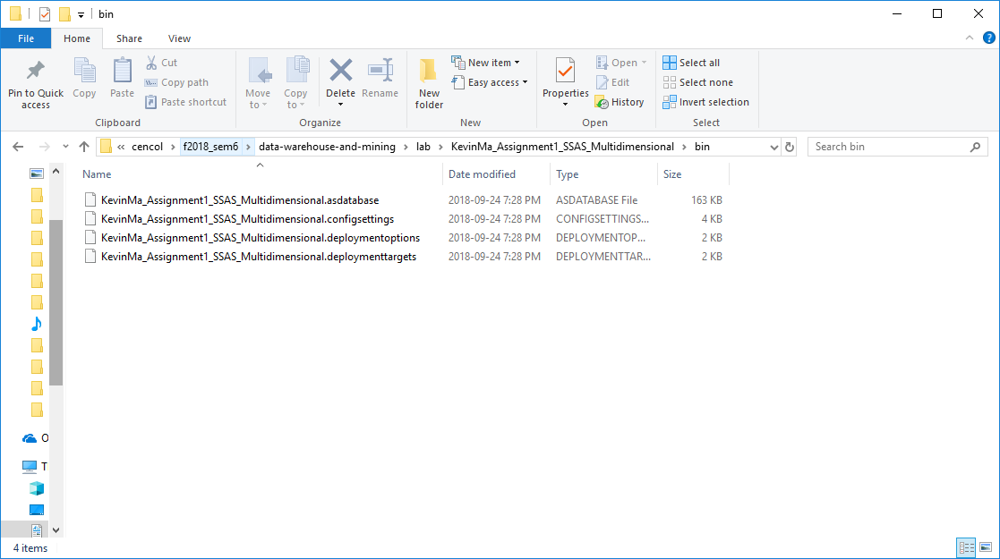 bin
File Home Share View
Pin to Quick access
Copy
Paste
Cut
Copy path
Paste shortcut
Clipboard
Move to
Copy to
Delete
Rename
Organize
New folder
New item
Easy access
New
Properties
Open
Edit
History
Open
Select all
Select none
Invert selection
Select
« cencol › f2018_sem6 › data-warehouse-and-mining › lab › KevinMa_Assignment1_SSAS_Multidimensional › bin
Search bin
Name Date modified Type Size
KevinMa_Assignment1_SSAS_Multidimensional.asdatabase 2018-09-24 7:28 PM ASDATABASE File 163 KB
KevinMa_Assignment1_SSAS_Multidimensional.configsettings 2018-09-24 7:28 PM CONFIGSETTINGS... 4 KB
KevinMa_Assignment1_SSAS_Multidimensional.deploymentoptions 2018-09-24 7:28 PM DEPLOYMENTOP... 2 KB
KevinMa_Assignment1_SSAS_Multidimensional.deploymenttargets 2018-09-24 7:28 PM DEPLOYMENTTAR... 2 KB
O
T
4 items